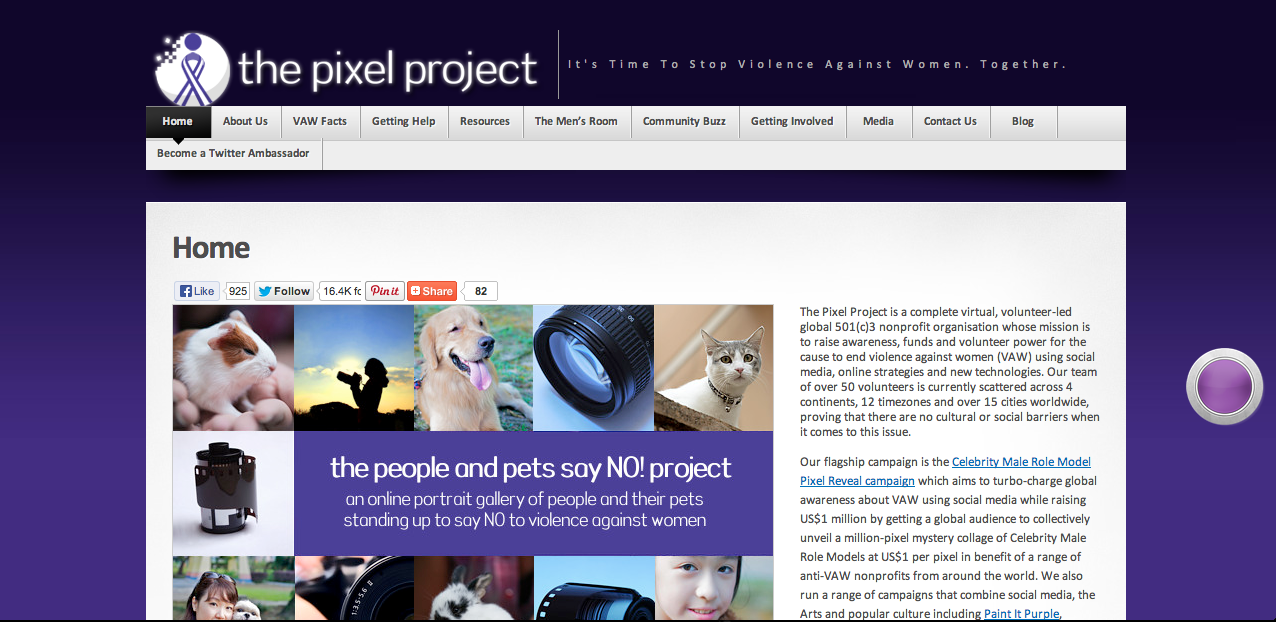 the pixel project
It's Time To Stop Violence Against Women. Together.
Home About Us VAW Facts Getting Help Resources The Men's Room Community Buzz Getting Involved Media Contact Us Blog
Become a Twitter Ambassador
Home
Like 925 Follow 16.4K fo Pin it Share 82
The Pixel Project is a complete virtual, volunteer-led
global 501(c)3 nonprofit organisation whose mission is
to raise awareness, funds and volunteer power for the
cause to end violence against women (VAW) using social
media, online strategies and new technologies. Our team
of over 50 volunteers is currently scattered across 4
continents, 12 timezones and over 15 cities worldwide,
proving that there are no cultural or social barriers when
it comes to this issue.
the people and pets say NO! project
an online portrait gallery of people and their pets
standing up to say NO to violence against women
Our flagship campaign is the Celebrity Male Role Model
Pixel Reveal campaign which aims to turbo-charge global
awareness about VAW using social media while raising
US$1 million by getting a global audience to collectively
unveil a million-pixel mystery collage of Celebrity Male
Role Models at US$1 per pixel in benefit of a range of
anti-VAW nonprofits from around the world. We also
run a range of campaigns that combine social media, the
Arts and popular culture including Paint It Purple,
1:3.5-5.6 II